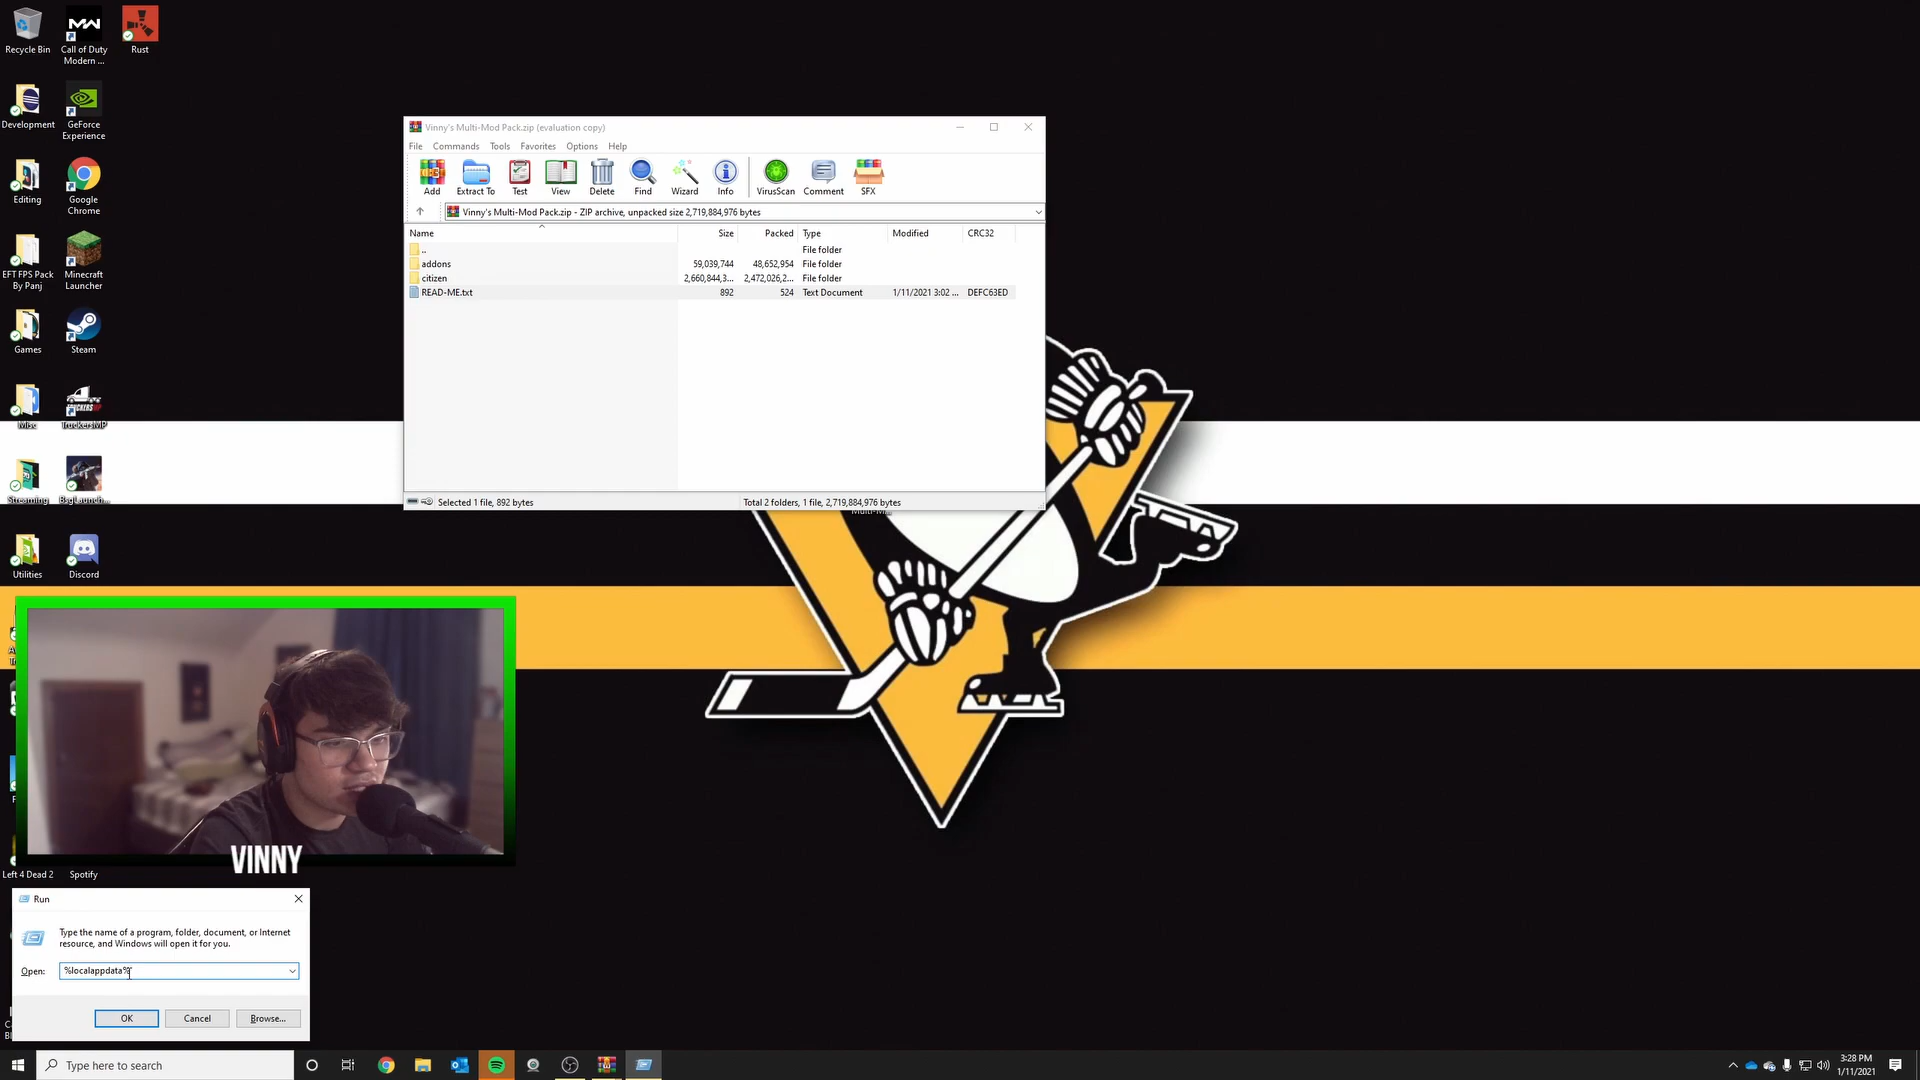 Recycle Bin
Call of Duty
Modern ...
Rust
Development
GeForce
Experience
Editing
Google
Chrome
EFT FPS Pack
By Panj
Minecraft
Launcher
Games
Steam
Misc
TruckersMP
Streaming
BsgLaunch...
Utilities
Discord
Left 4 Dead 2
Spotify
Vinny's Multi-Mod Pack.zip (evaluation copy)
File Commands Tools Favorites Options Help
Add Extract To Test View Delete Find Wizard Info VirusScan Comment SFX
Vinny's Multi-Mod Pack.zip - ZIP archive, unpacked size 2,719,884,976 bytes
Name Size Packed Type Modified CRC32
.. File folder
addons 59,039,744 48,652,954 File folder
citizen 2,660,844,3... 2,472,026,2... File folder
READ-ME.txt 892 524 Text Document 1/11/2021 3:02 ... DEFC63ED
Selected 1 file, 892 bytes
Total 2 folders, 1 file, 2,719,884,976 bytes
Multi-M...
VINNY
Run
Type the name of a program, folder, document, or Internet
resource, and Windows will open it for you.
Open: %localappdata%
OK Cancel Browse...
Type here to search
3:28 PM
1/11/2021